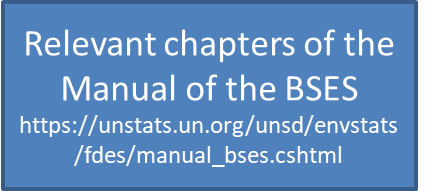 Relevant chapters of the
Manual of the BSES
https://unstats.un.org/unsd/envstats
/fdes/manual_bses.cshtml